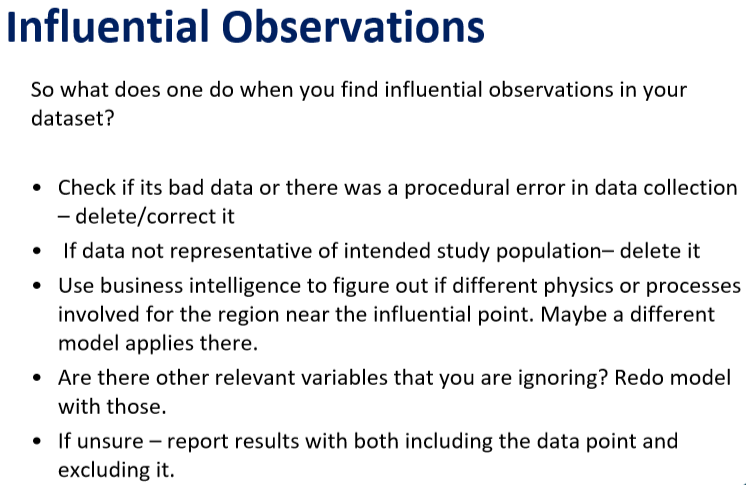 Influential Observations
So what does one do when you find influential observations in your
dataset?
• Check if its bad data or there was a procedural error in data collection
– delete/correct it
• If data not representative of intended study population– delete it
• Use business intelligence to figure out if different physics or processes
involved for the region near the influential point. Maybe a different
model applies there.
• Are there other relevant variables that you are ignoring? Redo model
with those.
• If unsure – report results with both including the data point and
excluding it.